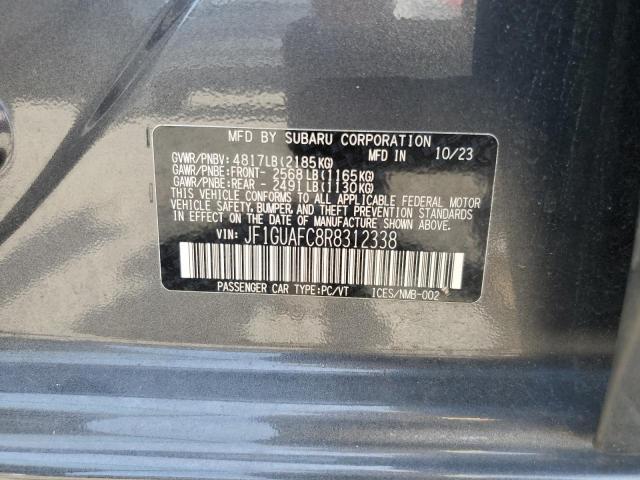 MFD BY SUBARU CORPORATION
GVWR/PNBV: 4817LB(2185KG) MFD IN 10/23
GAWR/PNBE:FRONT- 2568LB(1165KG)
GAWR/PNBE:REAR - 2491LB(1130KG)
THIS VEHICLE CONFORMS TO ALL APPLICABLE FEDERAL MOTOR
VEHICLE SAFETY, BUMPER, AND THEFT PREVENTION STANDARDS
IN EFFECT ON THE DATE OF MANUFACTURE SHOWN ABOVE.
VIN: JF1GUAFC8R8312338
PASSENGER CAR TYPE:PC/VT ICES/NMB-002